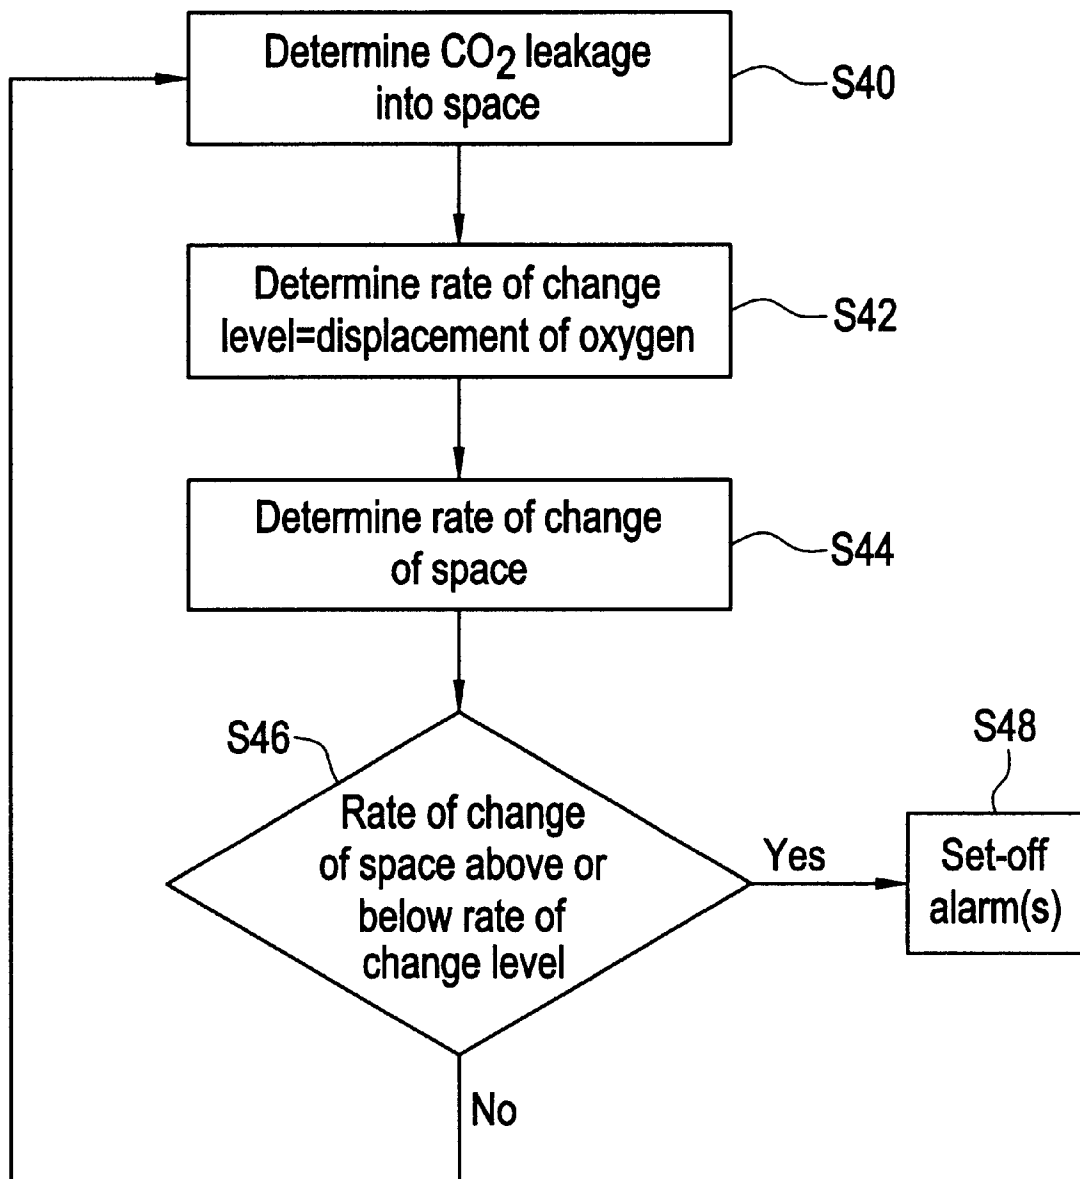 Determine CO2 leakage
into space
S40
Determine rate of change
level=displacement of oxygen
S42
Determine rate of change
of space
S44
S46
Rate of change
of space above or
below rate of
change level
Yes
S48
Set-off
alarm(s)
No